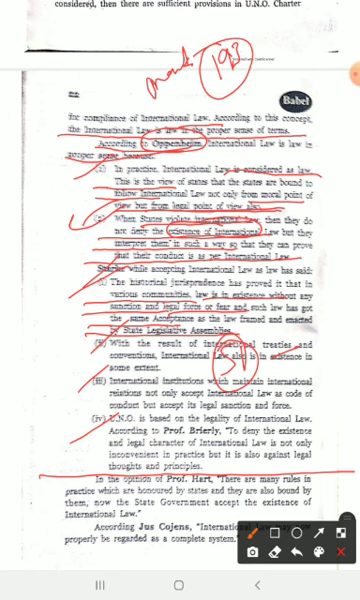 considered, then there are sufficient provisions in U.N.O. Charter
192
Babel
the compliance of International Law. According to this concept,
the International Law is law in the proper sense of terms.
According to Oppenheim, International Law is law in
proper sense because:
(i) In practice, International Law is considered as law.
This is the view of states that the states are bound to
follow International Law not only from moral point of
view but from legal point of view also.
When States violate International Law, then they do
not deny the existence of International Law but they
interpret them in such a way so that they can prove
that their conduct is as per International Law.
Starke while accepting International Law as law has said:
(i) The historical jurisprudence has proved that in
various communities, law is in existence without any
sanction and legal force or fear and such law has got
the same Acceptance as the law framed and enacted
by State Legislative Assemblies.
(ii) With the result of international treaties and
conventions, International Law also is in existence in
some extent.
(iii) International Institutions which maintain international
relations not only accept International Law as code of
conduct but accept its legal sanction and force.
(iv) U.N.O. is based on the legality of International Law.
According to Prof. Brierly, "To deny the existence
and legal character of International Law is not only
inconvenient in practice but it is also against legal
thoughts and principles.
In the opinion of Prof. Hart, "There are many rules in
practice which are honoured by states and they are also bound by
them, now the State Government accept the existence of
International Law."
According Jus Cojens, "International Law may now
properly be regarded as a complete system."